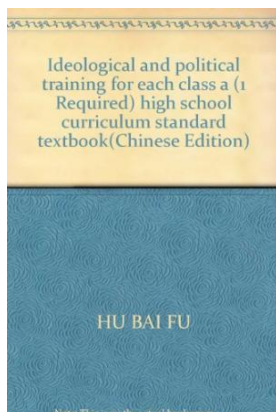 Ideological and political
training for each class a (1
Required) high school
curriculum standard
textbook(Chinese Edition)
HU BAI FU